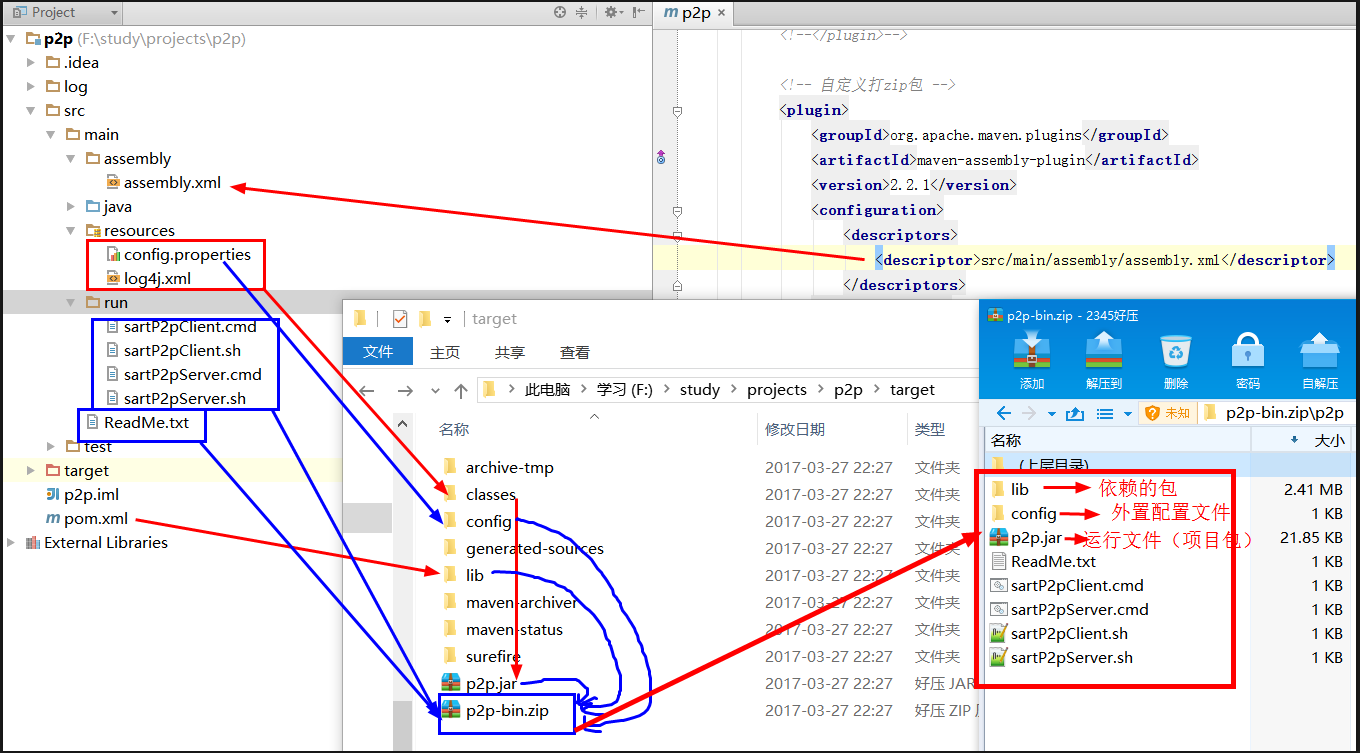 Project
p2p (F:\study\projects\p2p)
.idea
log
src
main
assembly
assembly.xml
java
resources
config.properties
log4j.xml
run
sartP2pClient.cmd
sartP2pClient.sh
sartP2pServer.cmd
sartP2pServer.sh
ReadMe.txt
test
target
p2p.iml
pom.xml
External Libraries
p2p ×
<!--</plugin>-->
<!-- 自定义打zip包 -->
<plugin>
<groupId>org.apache.maven.plugins</groupId>
<artifactId>maven-assembly-plugin</artifactId>
<version>2.2.1</version>
<configuration>
<descriptors>
<descriptor>src/main/assembly/assembly.xml</descriptor>
</descriptors>
target
文件 主页 共享 查看
此电脑 > 学习 (F:) > study > projects > p2p > target
名称 修改日期 类型
archive-tmp 2017-03-27 22:27 文件夹
classes 2017-03-27 22:27 文件夹
config 2017-03-27 22:27 文件夹
generated-sources 2017-03-27 22:27 文件夹
lib 2017-03-27 22:27 文件夹
maven-archiver 2017-03-27 22:27 文件夹
maven-status 2017-03-27 22:27 文件夹
surefire 2017-03-27 22:27 文件夹
p2p.jar 2017-03-27 22:27 好压 JAR
p2p-bin.zip 2017-03-27 22:27 好压 ZIP
p2p-bin.zip - 2345好压
添加 解压到 删除 密码 自解压
未知 p2p-bin.zip\p2p
名称 大小
(上层目录)
lib 依赖的包 2.41 MB
config 外置配置文件 1 KB
p2p.jar 运行文件（项目包） 21.85 KB
ReadMe.txt 1 KB
sartP2pClient.cmd 1 KB
sartP2pServer.cmd 1 KB
sartP2pClient.sh 1 KB
sartP2pServer.sh 1 KB